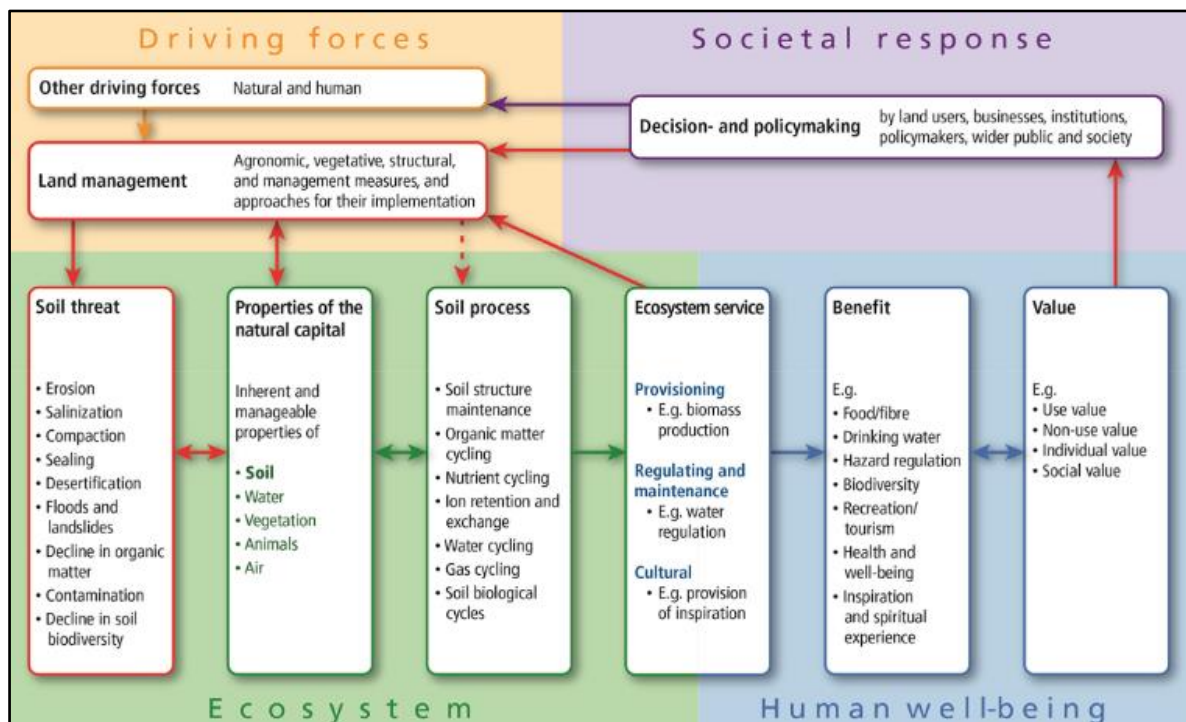 Driving forces
Societal response
Other driving forces
Natural and human
Decision- and policymaking
by land users, businesses, institutions,
policymakers, wider public and society
Land management
Agronomic, vegetative, structural,
and management measures, and
approaches for their implementation
Soil threat
• Erosion
• Salinization
• Compaction
• Sealing
• Desertification
• Floods and
landslides
• Decline in organic
matter
• Contamination
• Decline in soil
biodiversity
Properties of the
natural capital
Inherent and
manageable
properties of
• Soil
• Water
• Vegetation
• Animals
• Air
Soil process
• Soil structure
maintenance
• Organic matter
cycling
• Nutrient cycling
• Ion retention and
exchange
• Water cycling
• Gas cycling
• Soil biological
cycles
Ecosystem service
Provisioning
• E.g. biomass
production
Regulating and
maintenance
• E.g. water
regulation
Cultural
• E.g. provision
of inspiration
Benefit
E.g.
• Food/fibre
• Drinking water
• Hazard regulation
• Biodiversity
• Recreation/
tourism
• Health and
well-being
• Inspiration
and spiritual
experience
Value
E.g.
• Use value
• Non-use value
• Individual value
• Social value
Ecosystem
Human well-being